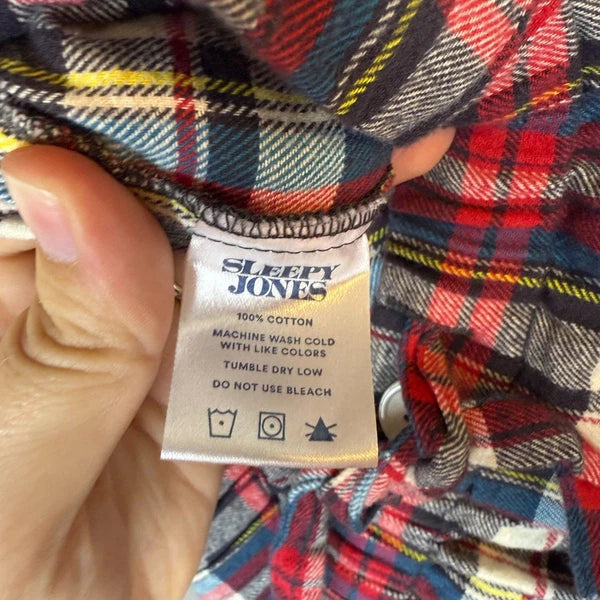 SLEEPY
JONES
100% COTTON
MACHINE WASH COLD
WITH LIKE COLORS
TUMBLE DRY LOW
DO NOT USE BLEACH